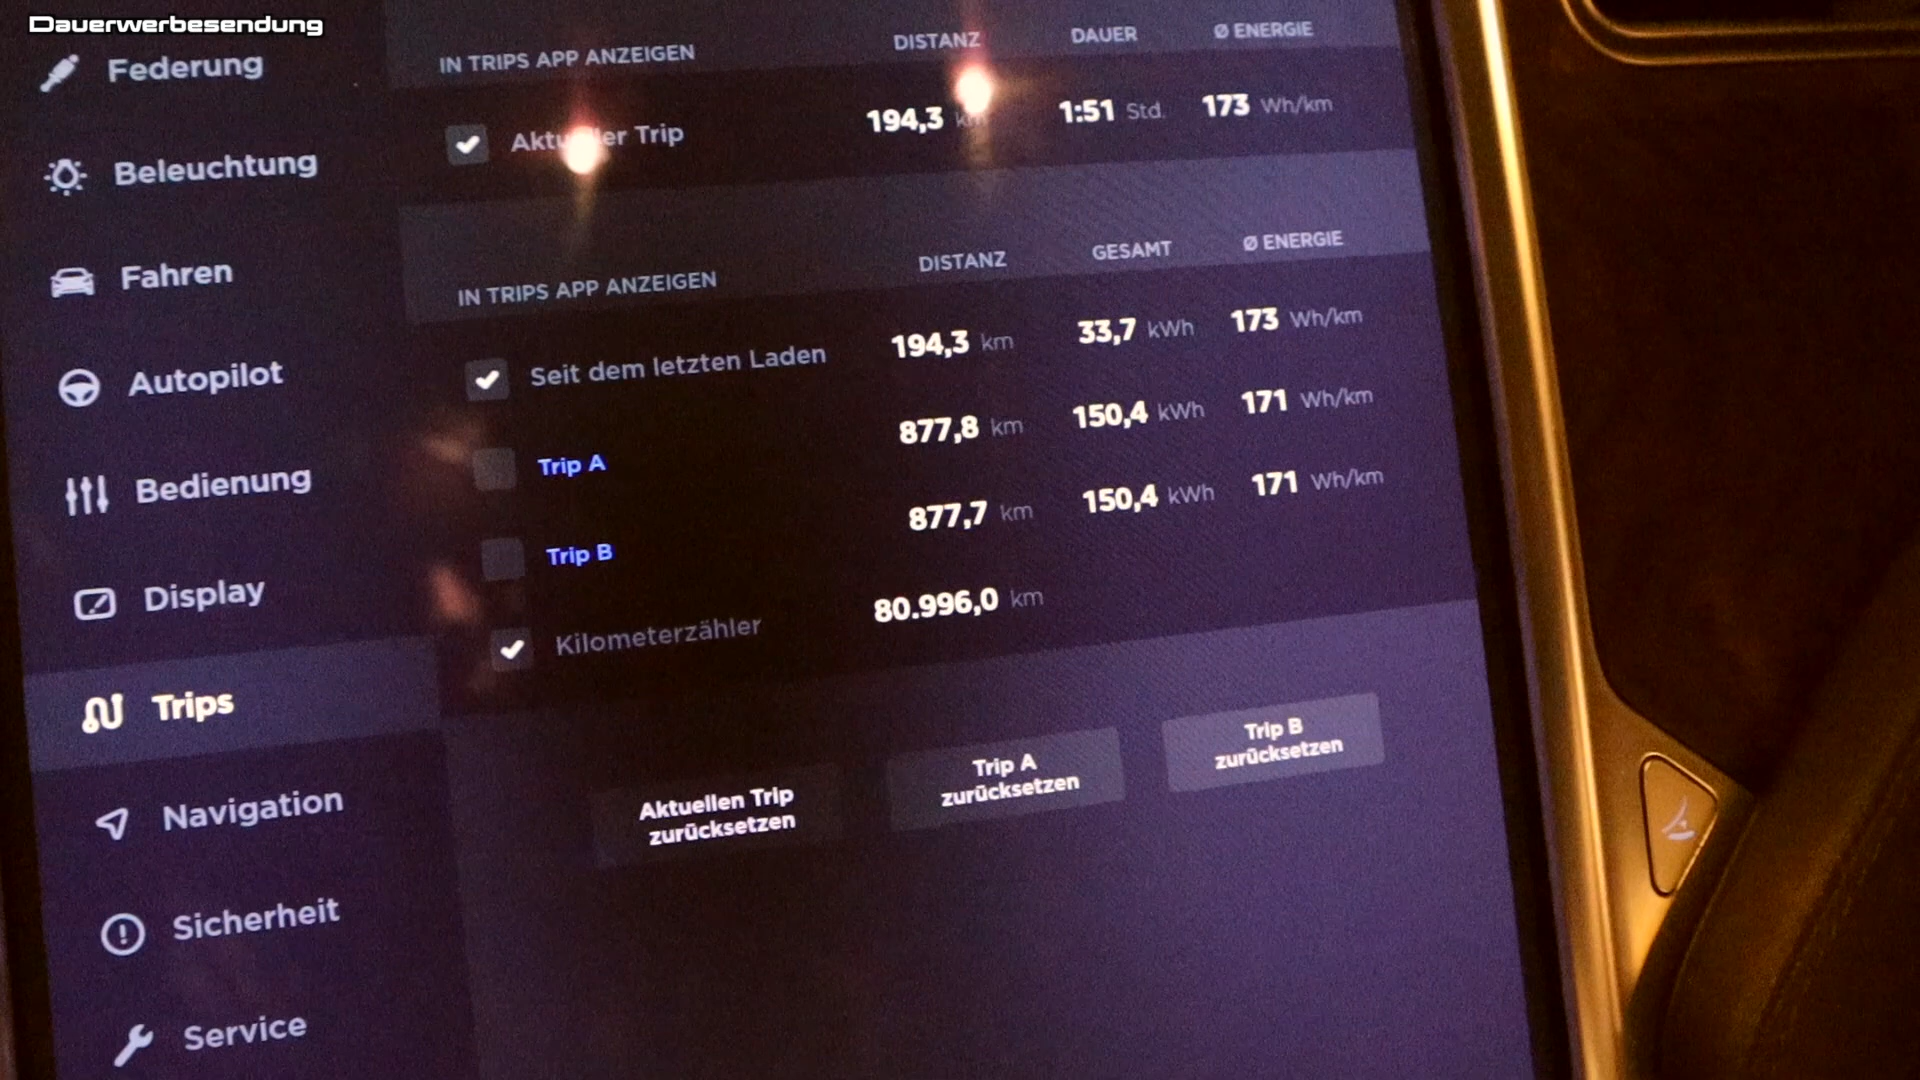 Dauerwerbesendung
Federung
Beleuchtung
Fahren
Autopilot
Bedienung
Display
Trips
Navigation
Sicherheit
Service
IN TRIPS APP ANZEIGEN DISTANZ DAUER Ø ENERGIE
Aktueller Trip 194,3 km 1:51 Std. 173 Wh/km
IN TRIPS APP ANZEIGEN DISTANZ GESAMT Ø ENERGIE
Seit dem letzten Laden 194,3 km 33,7 kWh 173 Wh/km
Trip A 877,8 km 150,4 kWh 171 Wh/km
Trip B 877,7 km 150,4 kWh 171 Wh/km
Kilometerzähler 80.996,0 km
Aktuellen Trip
zurücksetzen
Trip A
zurücksetzen
Trip B
zurücksetzen